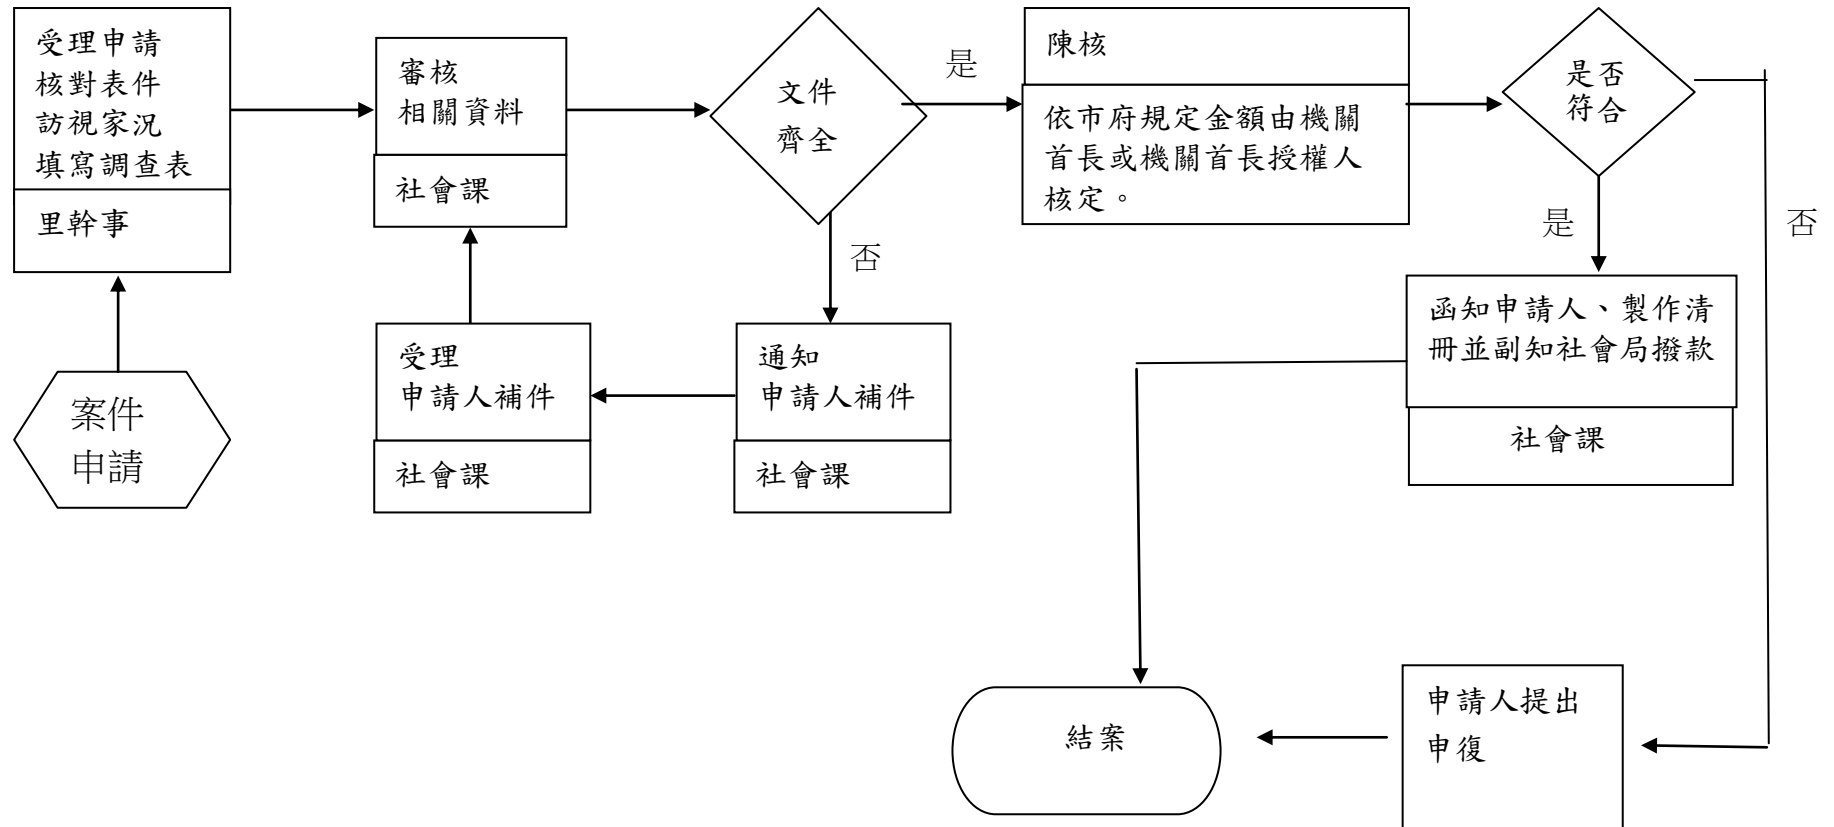 受理申請
核對表件
訪視家況
填寫調查表
里幹事
案件
申請
審核
相關資料
社會課
文件
齊全
是
否
通知
申請人補件
社會課
受理
申請人補件
社會課
陳核
依市府規定金額由機關
首長或機關首長授權人
核定。
是否
符合
是
否
函知申請人、製作清
冊並副知社會局撥款
社會課
申請人提出
申復
結案